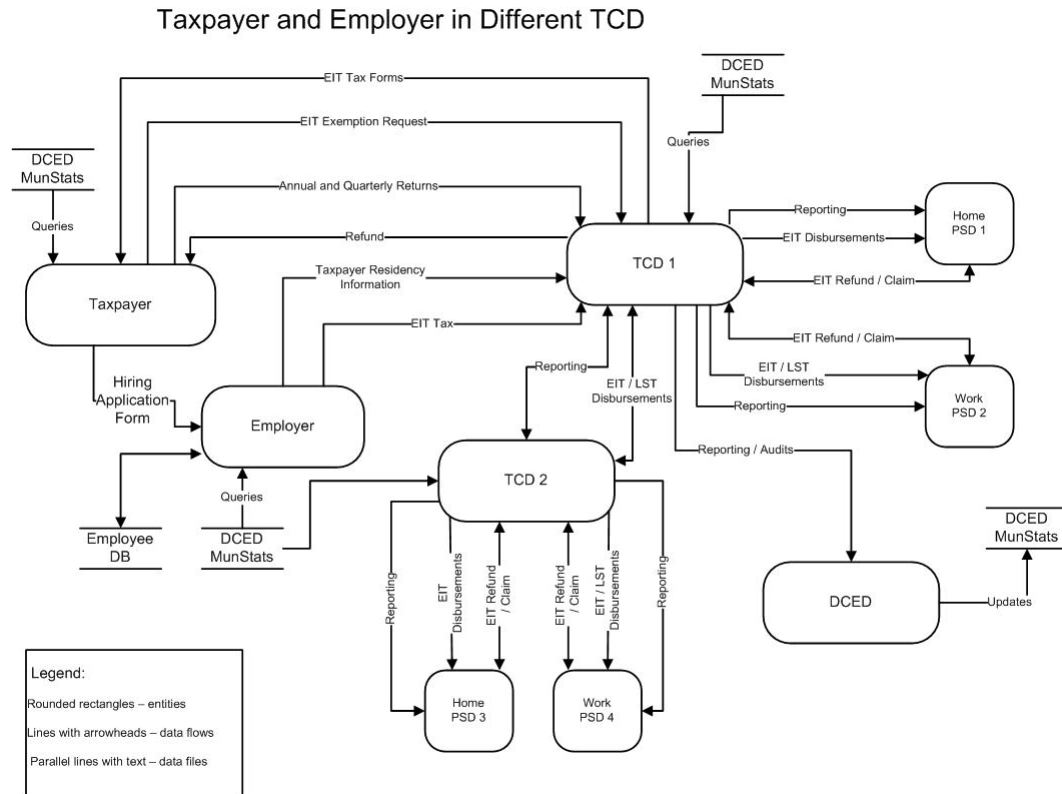 Taxpayer and Employer in Different TCD
DCED
MunStats
EIT Tax Forms
EIT Exemption Request
Queries
DCED
MunStats
Annual and Quarterly Returns
Queries
Reporting
Home
PSD 1
Refund
EIT Disbursements
TCD 1
Taxpayer Residency
Information
EIT Refund / Claim
Taxpayer
EIT Tax
EIT Refund / Claim
Reporting
EIT / LST
Disbursements
EIT / LST
Disbursements
Hiring
Application
Form
Work
PSD 2
Reporting
Employer
Reporting / Audits
TCD 2
Queries
Employee
DB
DCED
MunStats
DCED
MunStats
Reporting
EIT
Disbursements
EIT Refund
/ Claim
EIT Refund
/ Claim
EIT / LST
Disbursements
Reporting
DCED
Updates
Legend:
Rounded rectangles – entities
Lines with arrowheads – data flows
Parallel lines with text – data files
Home
PSD 3
Work
PSD 4